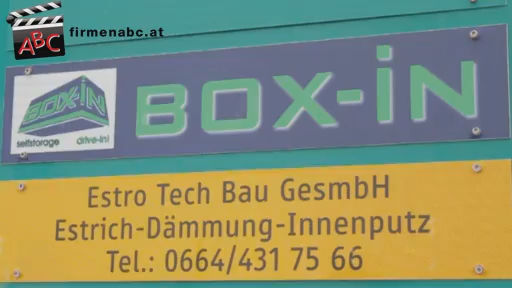 ABC firmenabc.at
BOX-iN
BOX-iN
selfstorage drive-in!
Estro Tech Bau GesmbH
Estrich-Dämmung-Innenputz
Tel.: 0664/431 75 66